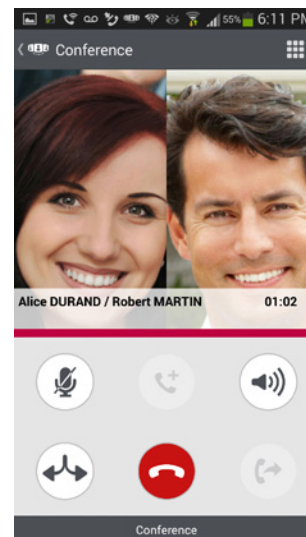 55% 6:11 PM
Conference
Alice DURAND / Robert MARTIN 01:02
Conference